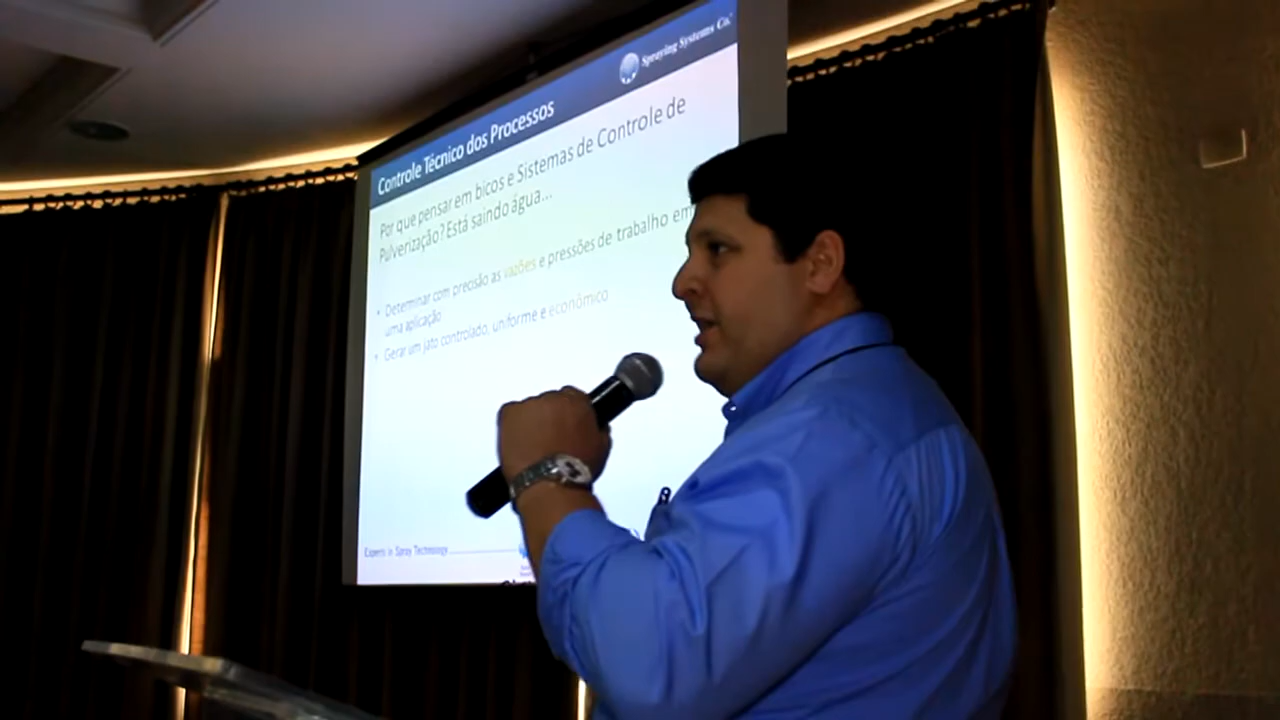 Spraying Systems Co.
Controle Técnico dos Processos
Por que pensar em bicos e Sistemas de Controle de
Pulverização? Está saindo água...
• Determinar com precisão as vazões e pressões de trabalho em
uma aplicação
• Gerar um jato controlado, uniforme e econômico
Experts in Spray Technology